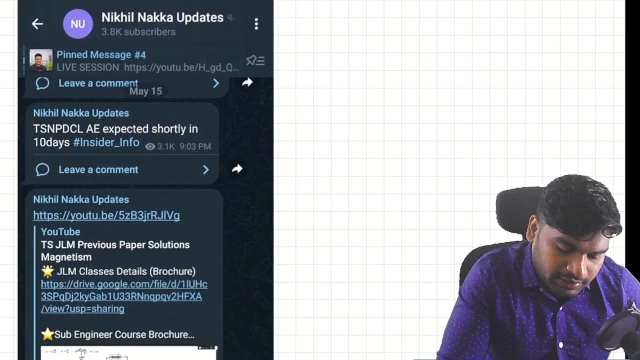 NU
Nikhil Nakka Updates
3.8K subscribers
Pinned Message #4
LIVE SESSION https://youtu.be/H_gd_Q...
Leave a comment
May 15
Nikhil Nakka Updates
TSNPDCL AE expected shortly in
10days #Insider_Info
3.1K 9:03 PM
Leave a comment
Nikhil Nakka Updates
https://youtu.be/5zB3jrRJlVg
YouTube
TS JLM Previous Paper Solutions
Magnetism
🌟 JLM Classes Details (Brochure)
https://drive.google.com/file/d/1lUHc
3SPqDj2kyGab1U33RNnqpqv2HFXA
/view?usp=sharing
⭐Sub Engineer Course Brochure...